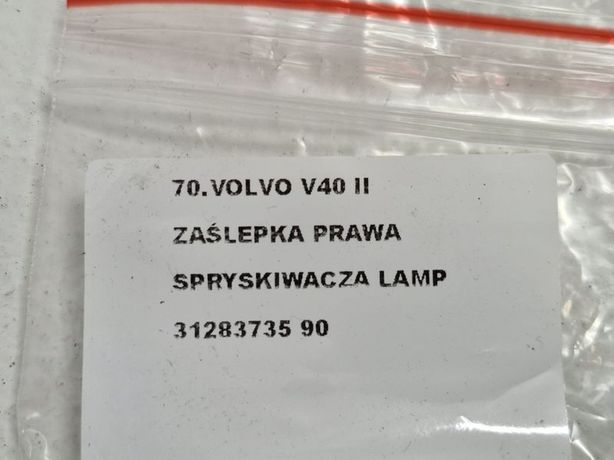 70.VOLVO V40 II
ZAŚLEPKA PRAWA
SPRYSKIWACZA LAMP
31283735 90